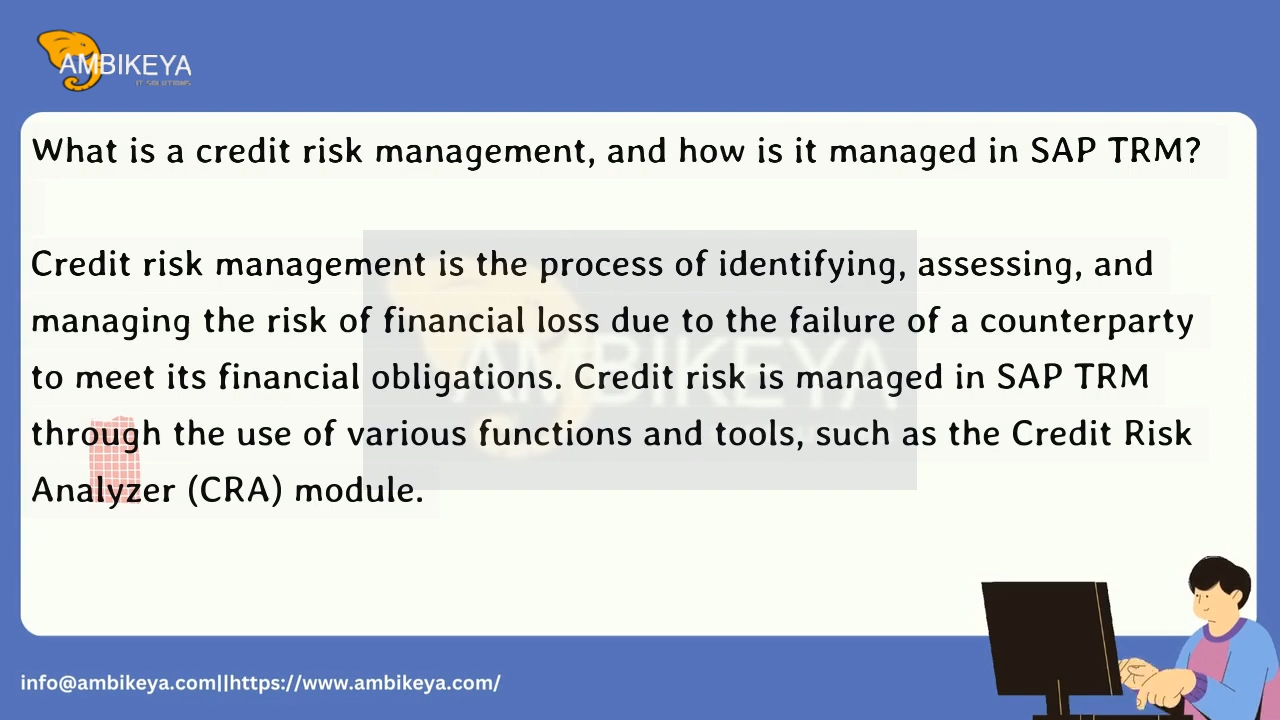 AMBIKEYA
IT SOLUTIONS
What is a credit risk management, and how is it managed in SAP TRM?
Credit risk management is the process of identifying, assessing, and
managing the risk of financial loss due to the failure of a counterparty
to meet its financial obligations. Credit risk is managed in SAP TRM
through the use of various functions and tools, such as the Credit Risk
Analyzer (CRA) module.
AMBIKEYA
info@ambikeya.com||https://www.ambikeya.com/